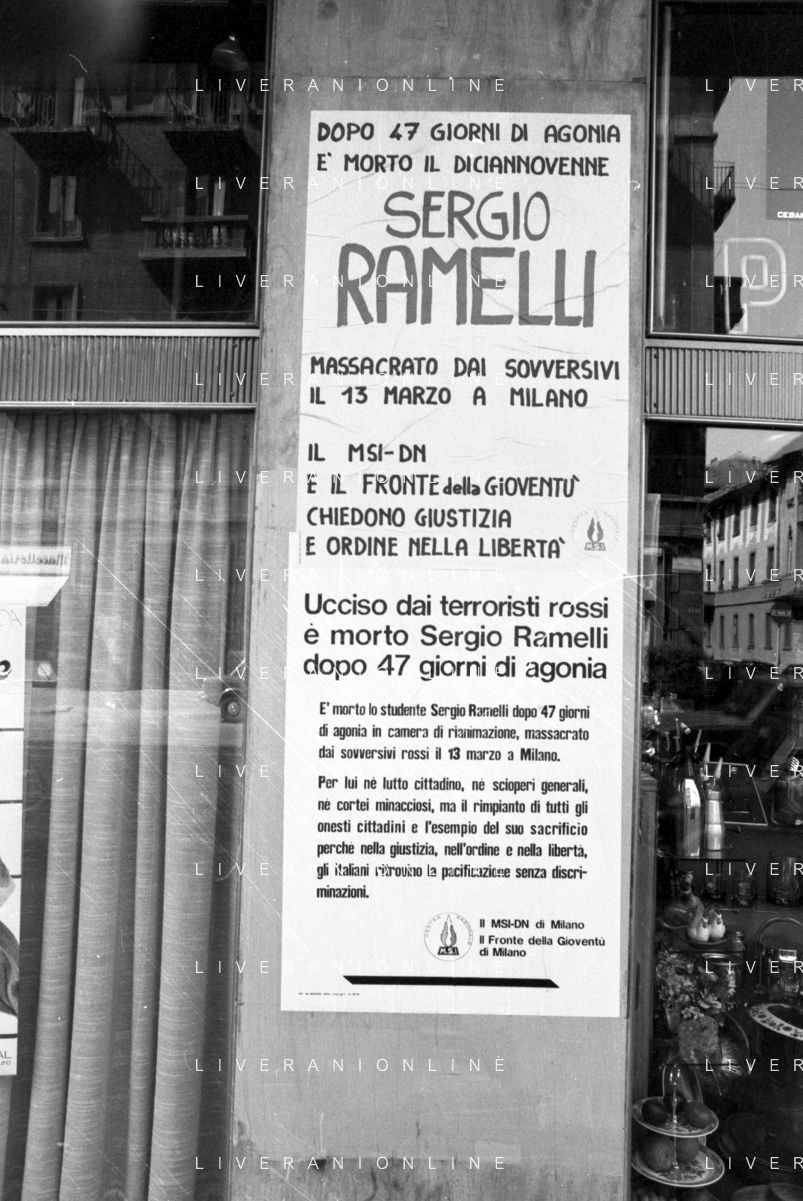 DOPO 47 GIORNI DI AGONIA
E' MORTO IL DICIANNOVENNE
SERGIO
RAMELLI
MASSACRATO DAI SOVVERSIVI
IL 13 MARZO A MILANO
IL MSI-DN
E IL FRONTE della GIOVENTU'
CHIEDONO GIUSTIZIA
E ORDINE NELLA LIBERTA'
M.S.I.
Ucciso dai terroristi rossi
è morto Sergio Ramelli
dopo 47 giorni di agonia
E' morto lo studente Sergio Ramelli dopo 47 giorni
di agonia in camera di rianimazione, massacrato
dai sovversivi rossi il 13 marzo a Milano.
Per lui nè lutto cittadino, nè scioperi generali,
nè cortei minacciosi, ma il rimpianto di tutti gli
onesti cittadini e l'esempio del suo sacrificio
perchè nella giustizia, nell'ordine e nella libertà,
gli italiani ritrovino la pacificazione senza discri-
minazioni.
DESTRA NAZIONALE
M.S.I.
Il MSI-DN di Milano
Il Fronte della Gioventù
di Milano
P
LIVERANIONLINE